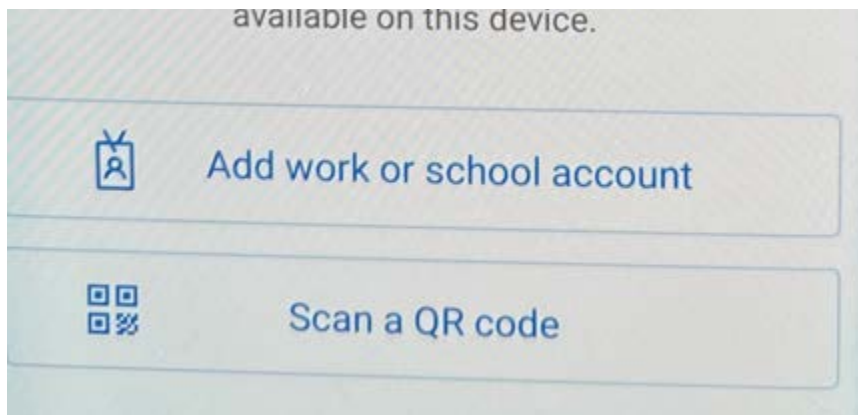 available on this device.
Add work or school account
Scan a QR code